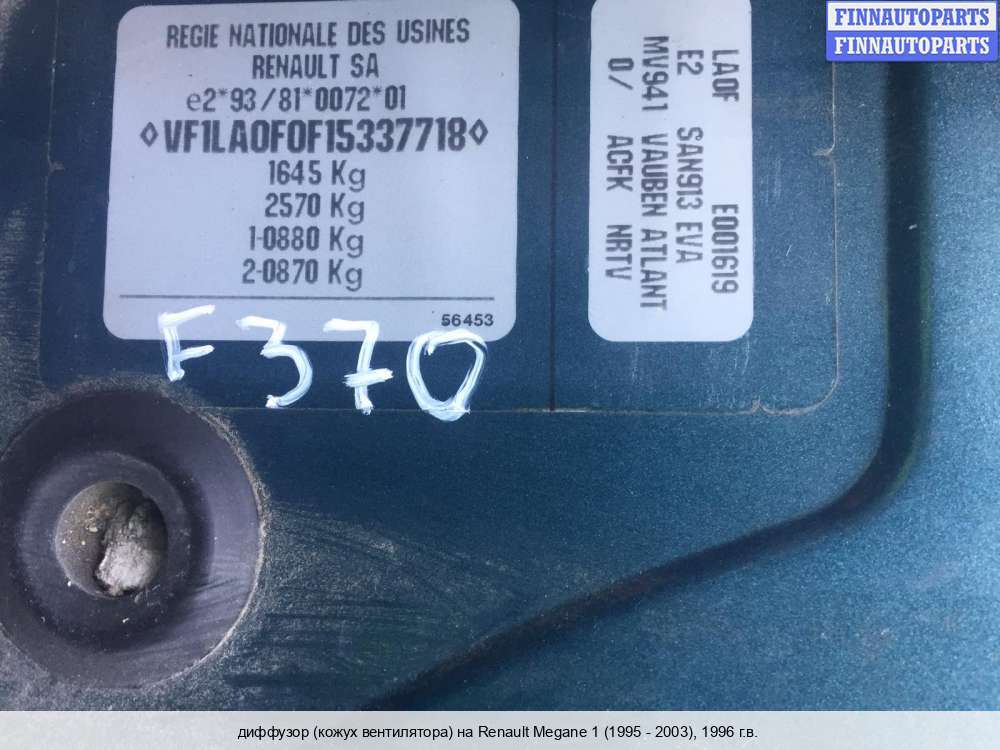 REGIE NATIONALE DES USINES
RENAULT SA
e2*93/81*0072*01
◊VF1LA0F0F15337718◊
1645 Kg
2570 Kg
1-0880 Kg
2-0870 Kg
56453
F370
LA0F E001619
E2 SAN913 EVA
MV941 VAUBEN ATLANT
0/ ACFK NRTV
FINNAUTOPARTS
FINNAUTOPARTS
диффузор (кожух вентилятора) на Renault Megane 1 (1995 - 2003), 1996 г.в.